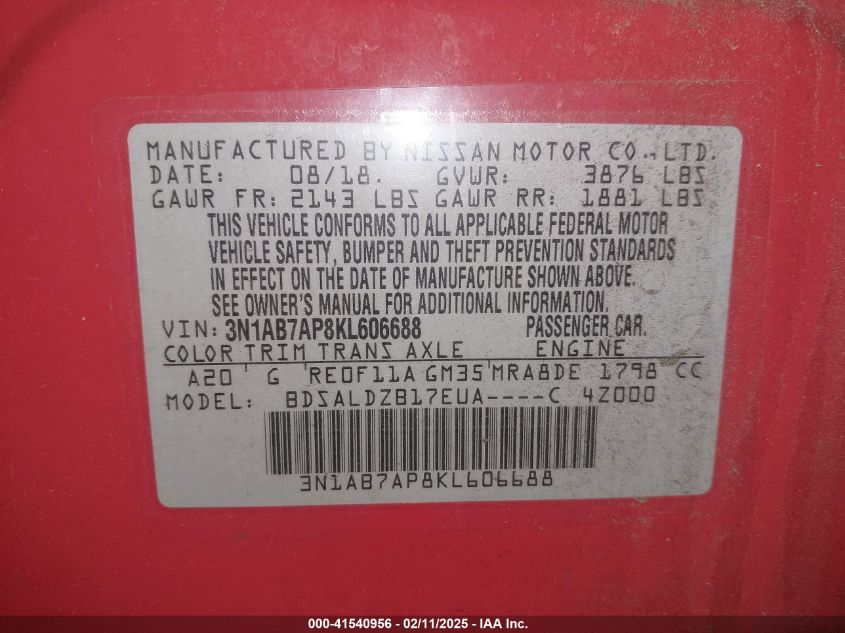 MANUFACTURED BY NISSAN MOTOR CO., LTD.
DATE: 08/18. GVWR: 3876 LBS
GAWR FR: 2143 LBS GAWR RR: 1881 LBS
THIS VEHICLE CONFORMS TO ALL APPLICABLE FEDERAL MOTOR
VEHICLE SAFETY, BUMPER AND THEFT PREVENTION STANDARDS
IN EFFECT ON THE DATE OF MANUFACTURE SHOWN ABOVE.
SEE OWNER'S MANUAL FOR ADDITIONAL INFORMATION.
VIN: 3N1AB7AP8KL606688 PASSENGER CAR.
COLOR TRIM TRANS AXLE ENGINE
A20 G RE0F11A GM35 MRA8DE 1798 CC
MODEL: BDSALDZB17EUA----C 4Z000
3N1AB7AP8KL606688
000-41540956 - 02/11/2025 - IAA Inc.